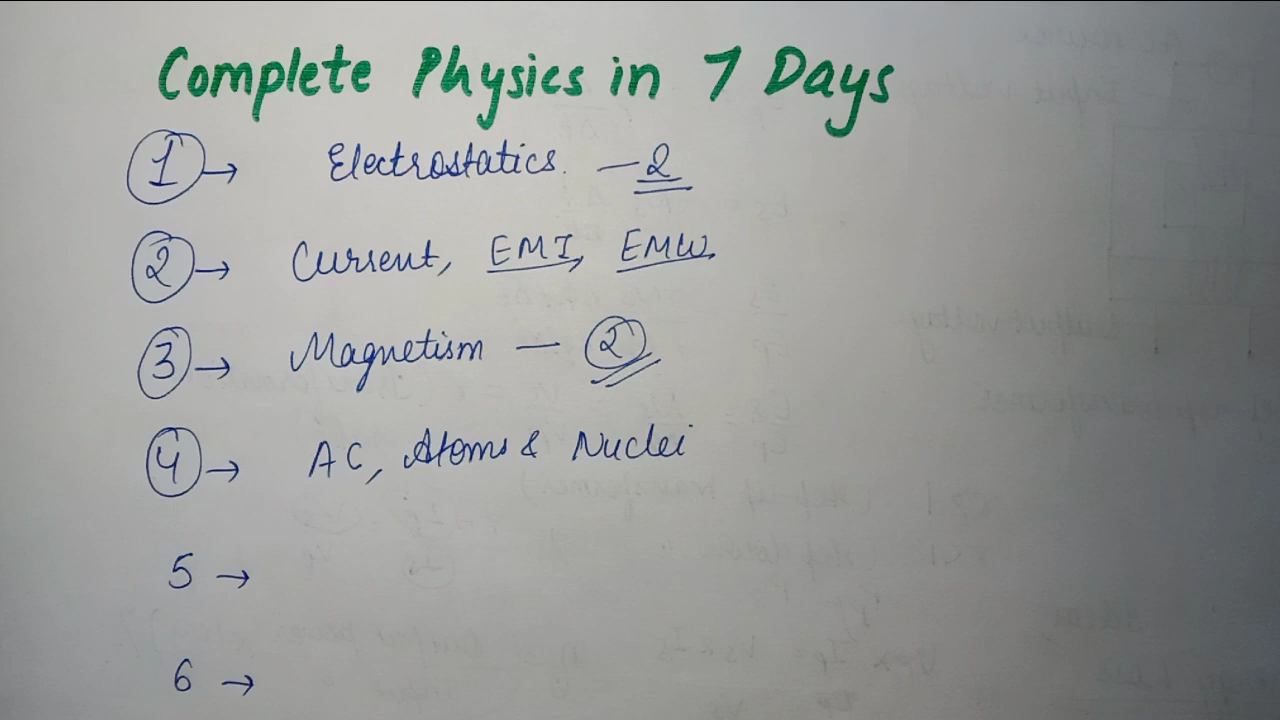 Complete Physics in 7 Days
1 → Electrostatics. — 2
2 → Current, EMI, EMW.
3 → Magnetism — 2
4 → AC, Atoms & Nuclei
5 →
6 →